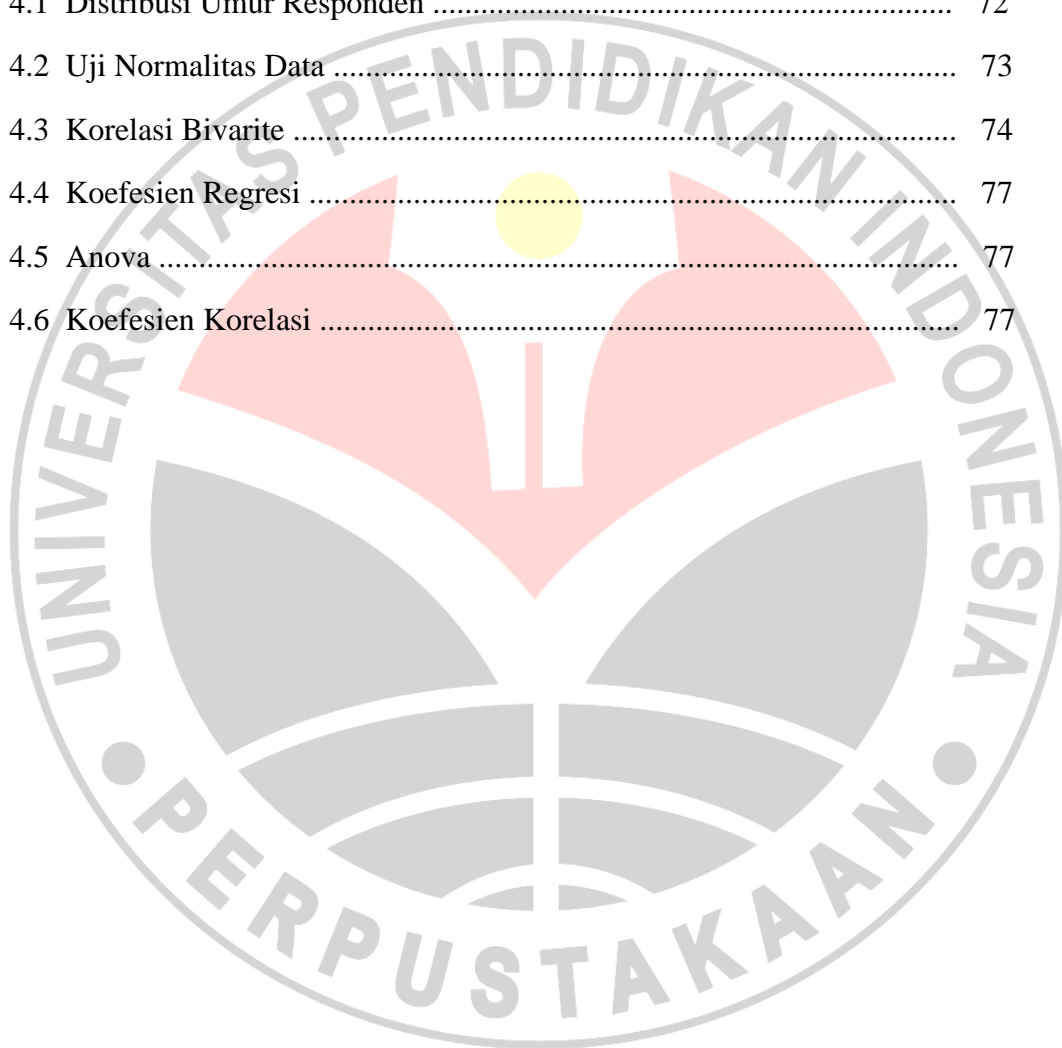 4.1 Distribusi Umur Responden .................................................................. 72
4.2 Uji Normalitas Data ............................................................................... 73
4.3 Korelasi Bivarite .................................................................................... 74
4.4 Koefesien Regresi .................................................................................. 77
4.5 Anova ..................................................................................................... 77
4.6 Koefesien Korelasi ................................................................................. 77
UNIVERSITAS PENDIDIKAN INDONESIA
PERPUSTAKAAN